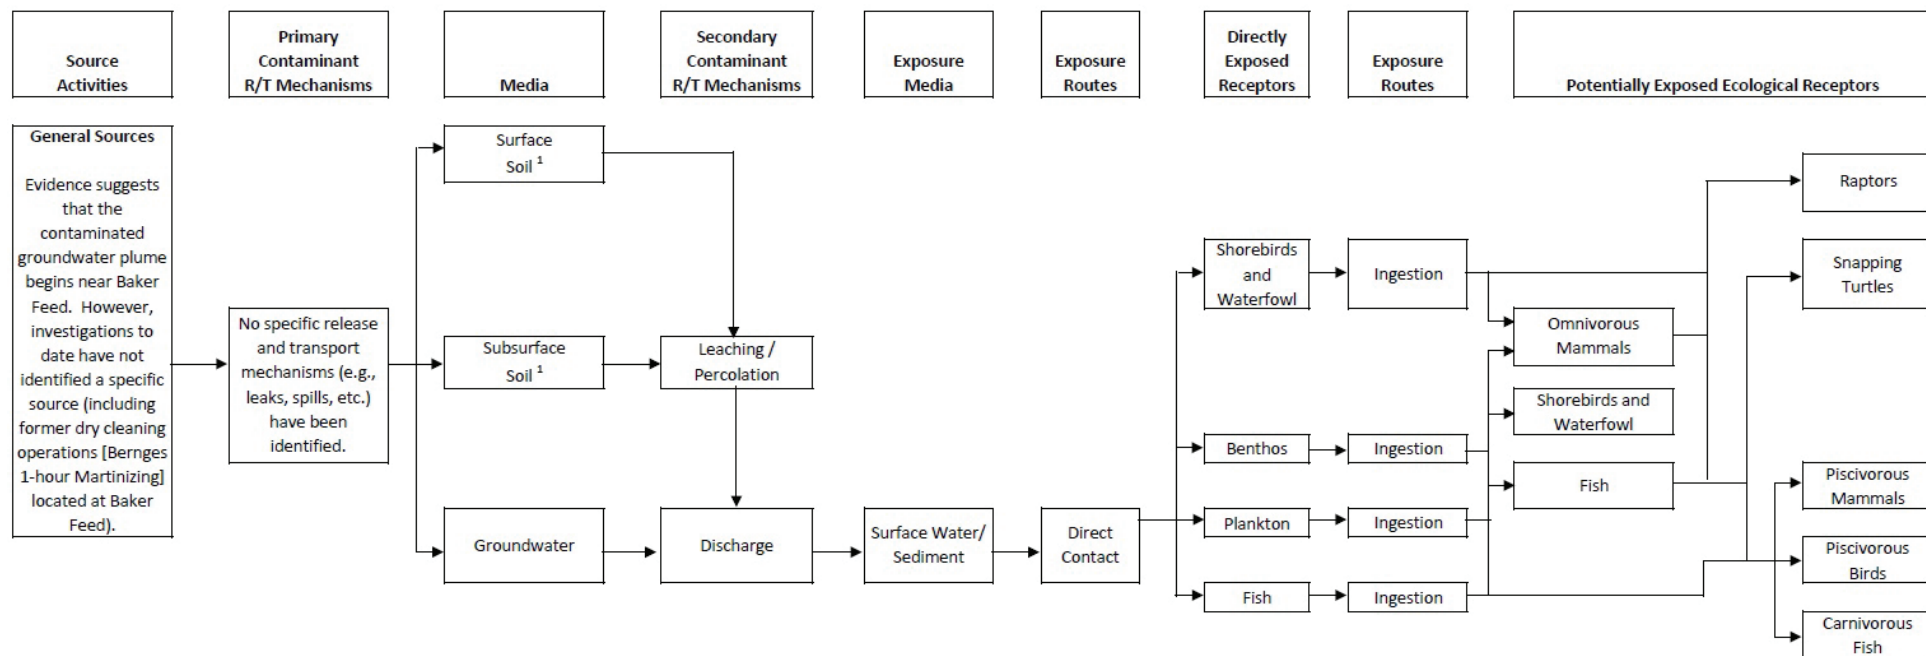 Source
Activities
Primary
Contaminant
R/T Mechanisms
Media
Secondary
Contaminant
R/T Mechanisms
Exposure
Media
Exposure
Routes
Directly
Exposed
Receptors
Exposure
Routes
Potentially Exposed Ecological Receptors
General Sources
Evidence suggests
that the
contaminated
groundwater plume
begins near Baker
Feed. However,
investigations to
date have not
identified a specific
source (including
former dry cleaning
operations [Bernges
1-hour Martinizing]
located at Baker
Feed).
No specific release
and transport
mechanisms (e.g.,
leaks, spills, etc.)
have been
identified.
Surface
Soil ¹
Subsurface
Soil ¹
Groundwater
Leaching /
Percolation
Discharge
Surface Water/
Sediment
Direct
Contact
Shorebirds
and
Waterfowl
Benthos
Plankton
Fish
Ingestion
Ingestion
Ingestion
Ingestion
Omnivorous
Mammals
Shorebirds and
Waterfowl
Fish
Raptors
Snapping
Turtles
Piscivorous
Mammals
Piscivorous
Birds
Carnivorous
Fish